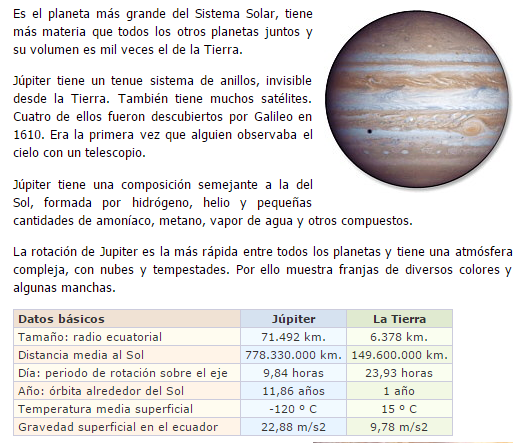 Es el planeta más grande del Sistema Solar, tiene
más materia que todos los otros planetas juntos y
su volumen es mil veces el de la Tierra.
Júpiter tiene un tenue sistema de anillos, invisible
desde la Tierra. También tiene muchos satélites.
Cuatro de ellos fueron descubiertos por Galileo en
1610. Era la primera vez que alguien observaba el
cielo con un telescopio.
Júpiter tiene una composición semejante a la del
Sol, formada por hidrógeno, helio y pequeñas
cantidades de amoníaco, metano, vapor de agua y otros compuestos.
La rotación de Jupiter es la más rápida entre todos los planetas y tiene una atmósfera
compleja, con nubes y tempestades. Por ello muestra franjas de diversos colores y
algunas manchas.
Datos básicos Júpiter La Tierra
Tamaño: radio ecuatorial 71.492 km. 6.378 km.
Distancia media al Sol 778.330.000 km. 149.600.000 km.
Día: periodo de rotación sobre el eje 9,84 horas 23,93 horas
Año: órbita alrededor del Sol 11,86 años 1 año
Temperatura media superficial -120 º C 15 º C
Gravedad superficial en el ecuador 22,88 m/s2 9,78 m/s2